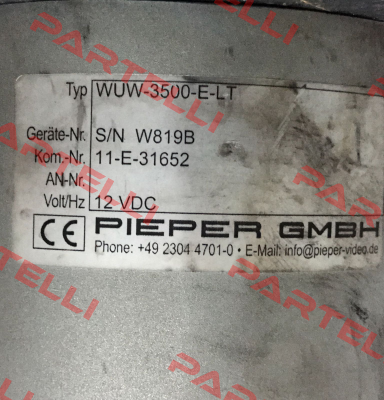 Typ WUW-3500-E-LT
Geräte-Nr. S/N W819B
Kom.-Nr. 11-E-31652
AN-Nr.
Volt/Hz 12 VDC
CE PIEPER GMBH
Phone: +49 2304 4701-0 • E-Mail: info@pieper-video.de
PARTELLI
PARTELLI
PARTELLI
PARTELLI
PARTELLI